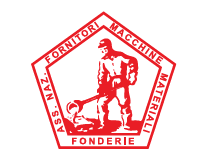 ASS. NAZ. FORNITORI MACCHINE MATERIALI
FONDERIE